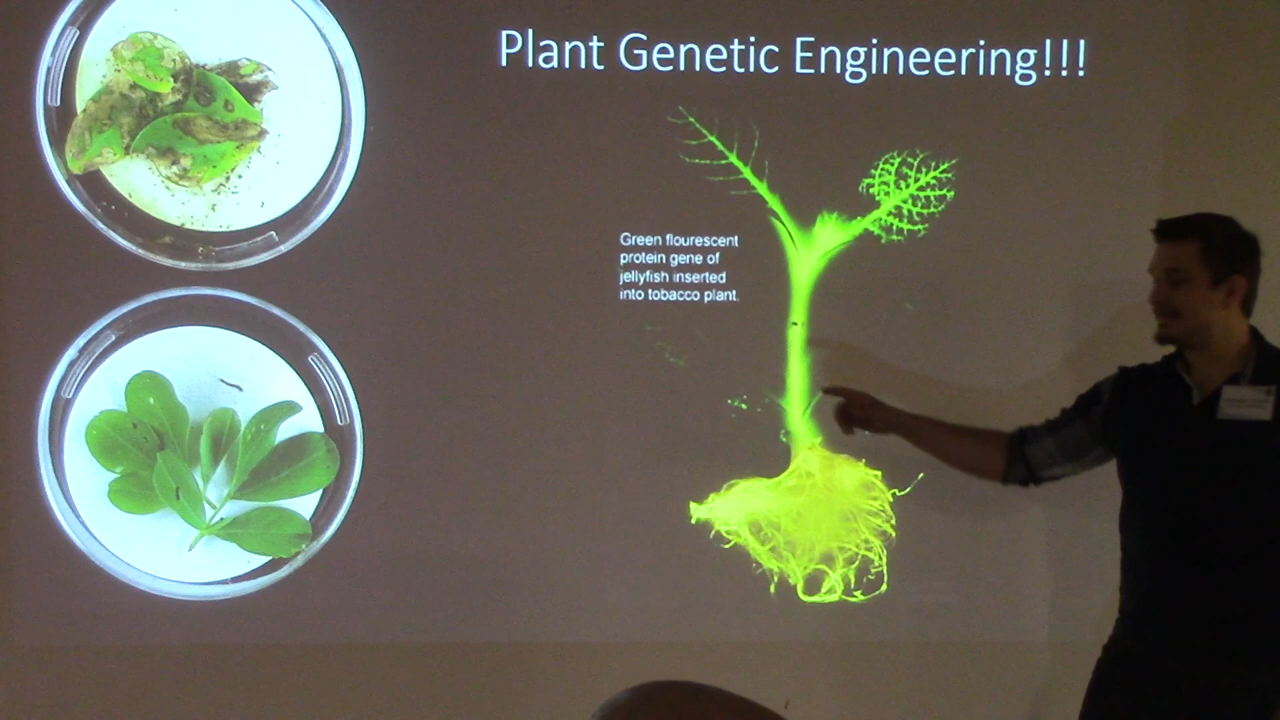 Plant Genetic Engineering!!!
Green flourescent
protein gene of
jellyfish inserted
into tobacco plant.